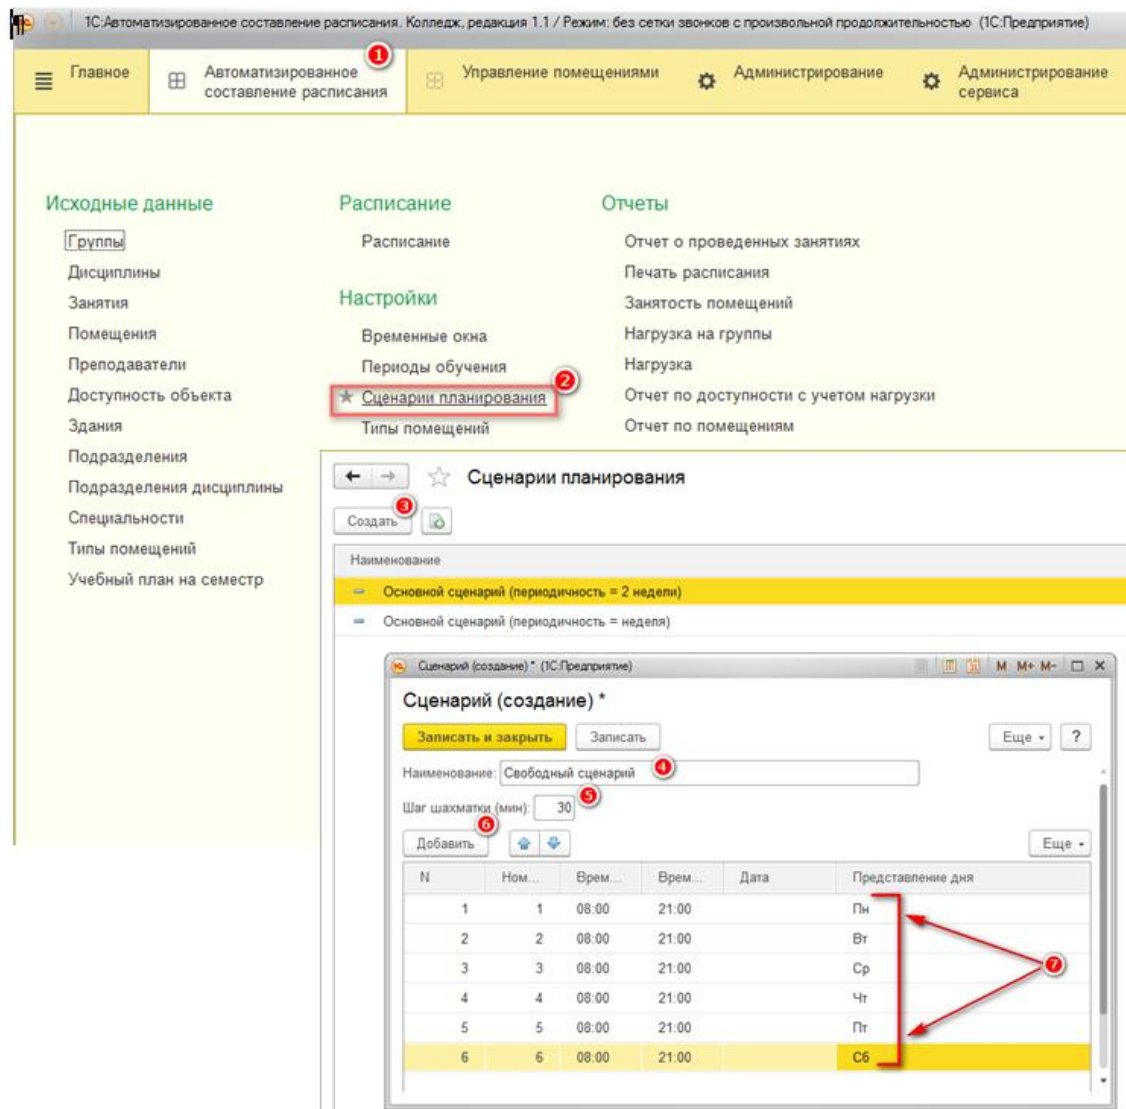 1С:Автоматизированное составление расписания. Колледж, редакция 1.1 / Режим: без сетки звонков с произвольной продолжительностью (1С:Предприятие)
1
Главное
Автоматизированное
составление расписания
Управление помещениями
Администрирование
Администрирование
сервиса
Исходные данные
Группы
Дисциплины
Занятия
Помещения
Преподаватели
Доступность объекта
Здания
Подразделения
Подразделения дисциплины
Специальности
Типы помещений
Учебный план на семестр
Расписание
Расписание
Настройки
Временные окна
Периоды обучения
2
Сценарии планирования
Типы помещений
Отчеты
Отчет о проведенных занятиях
Печать расписания
Занятость помещений
Нагрузка на группы
Нагрузка
Отчет по доступности с учетом нагрузки
Отчет по помещениям
Сценарии планирования
3
Создать
Наименование
Основной сценарий (периодичность = 2 недели)
Основной сценарий (периодичность = неделя)
Сценарий (создание) * (1С:Предприятие) M M+ M-
Сценарий (создание) *
Записать и закрыть Записать Еще ?
Наименование: Свободный сценарий 4
Шаг шахматки (мин): 30 5
6
Добавить Еще
N Ном... Врем... Врем... Дата Представление дня
1 1 08:00 21:00 Пн
2 2 08:00 21:00 Вт
3 3 08:00 21:00 Ср
7
4 4 08:00 21:00 Чт
5 5 08:00 21:00 Пт
6 6 08:00 21:00 Сб